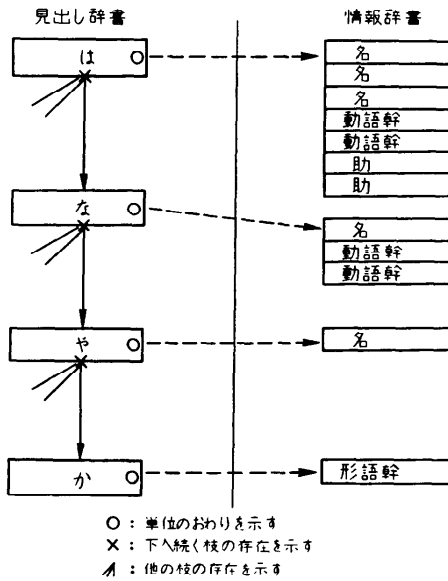 見出し辞書
情報辞書
は
名
名
名
動語幹
動語幹
助
助
な
名
動語幹
動語幹
や
名
か
形語幹
○：単位のおわりを示す
×：下へ続く枝の存在を示す
：他の枝の存在を示す